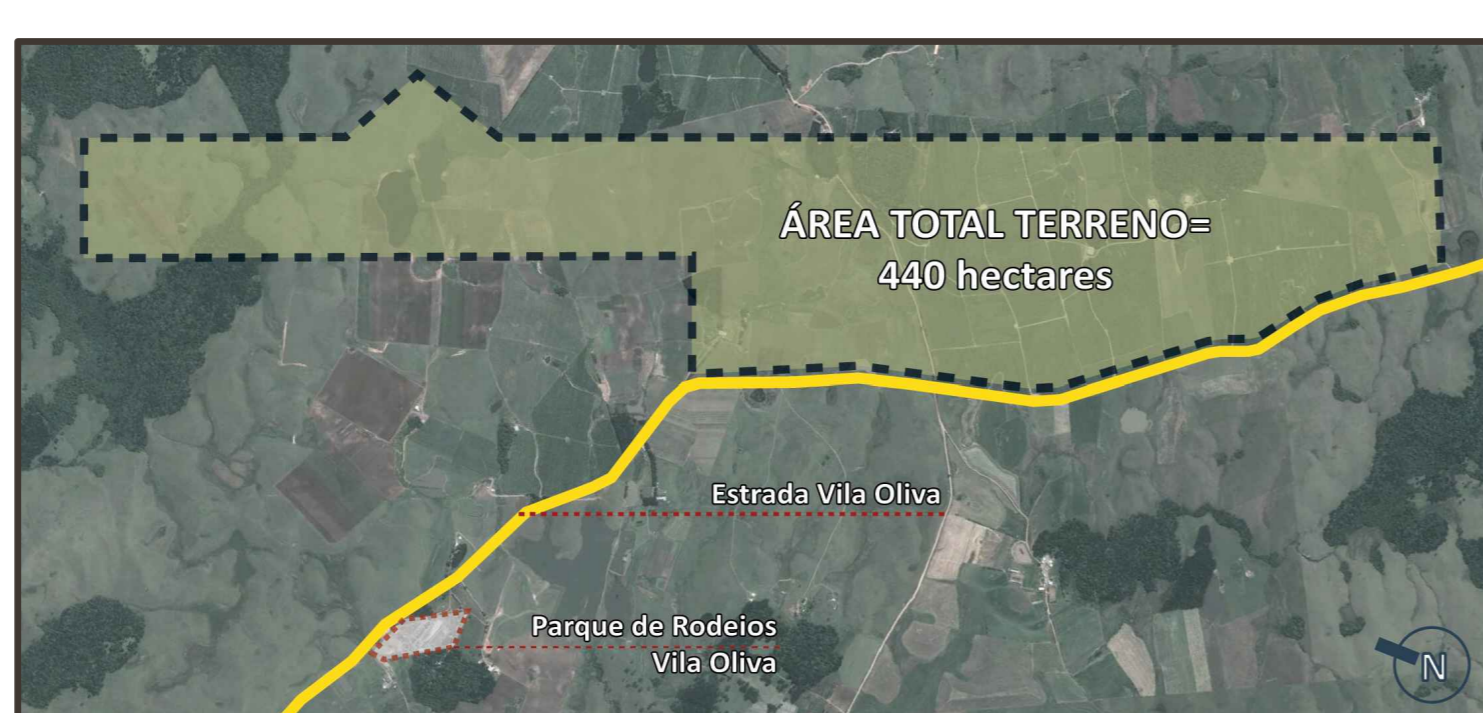 ÁREA TOTAL TERRENO=
440 hectares
Estrada Vila Oliva
Parque de Rodeios
Vila Oliva
N